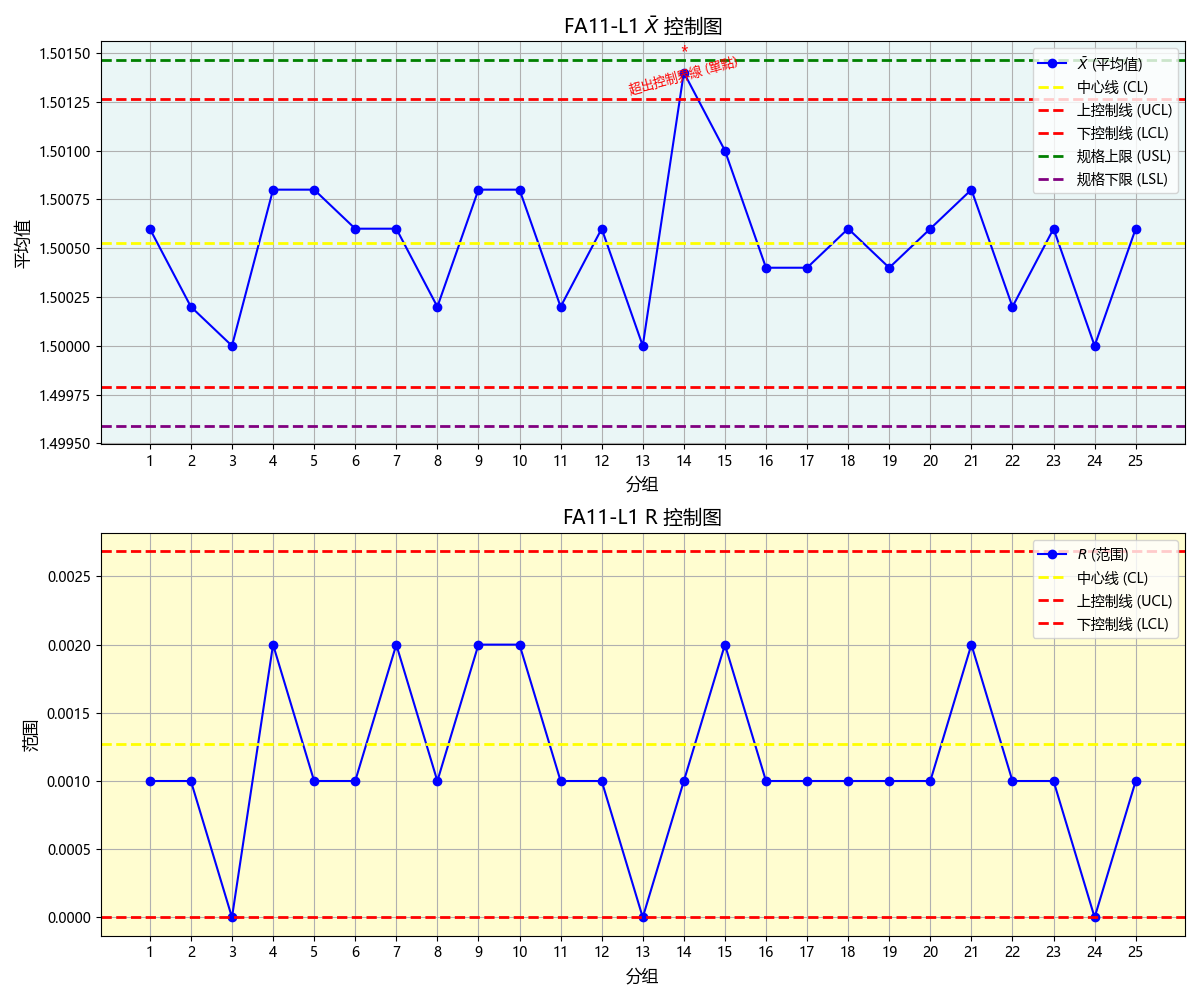 FA11-L1 X̄ 控制图
平均值
1.50150
1.50125
1.50100
1.50075
1.50050
1.50025
1.50000
1.49975
1.49950
*
超出控制界線 (單點)
X̄ (平均值)
中心线 (CL)
上控制线 (UCL)
下控制线 (LCL)
规格上限 (USL)
规格下限 (LSL)
1 2 3 4 5 6 7 8 9 10 11 12 13 14 15 16 17 18 19 20 21 22 23 24 25
分组
FA11-L1 R 控制图
范围
0.0025
0.0020
0.0015
0.0010
0.0005
0.0000
R (范围)
中心线 (CL)
上控制线 (UCL)
下控制线 (LCL)
1 2 3 4 5 6 7 8 9 10 11 12 13 14 15 16 17 18 19 20 21 22 23 24 25
分组